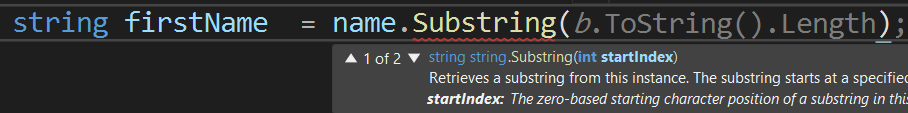 string firstName = name.Substring(b.ToString().Length);
▲ 1 of 2 ▼ string string.Substring(int startIndex)
Retrieves a substring from this instance. The substring starts at a specified
startIndex: The zero-based starting character position of a substring in this